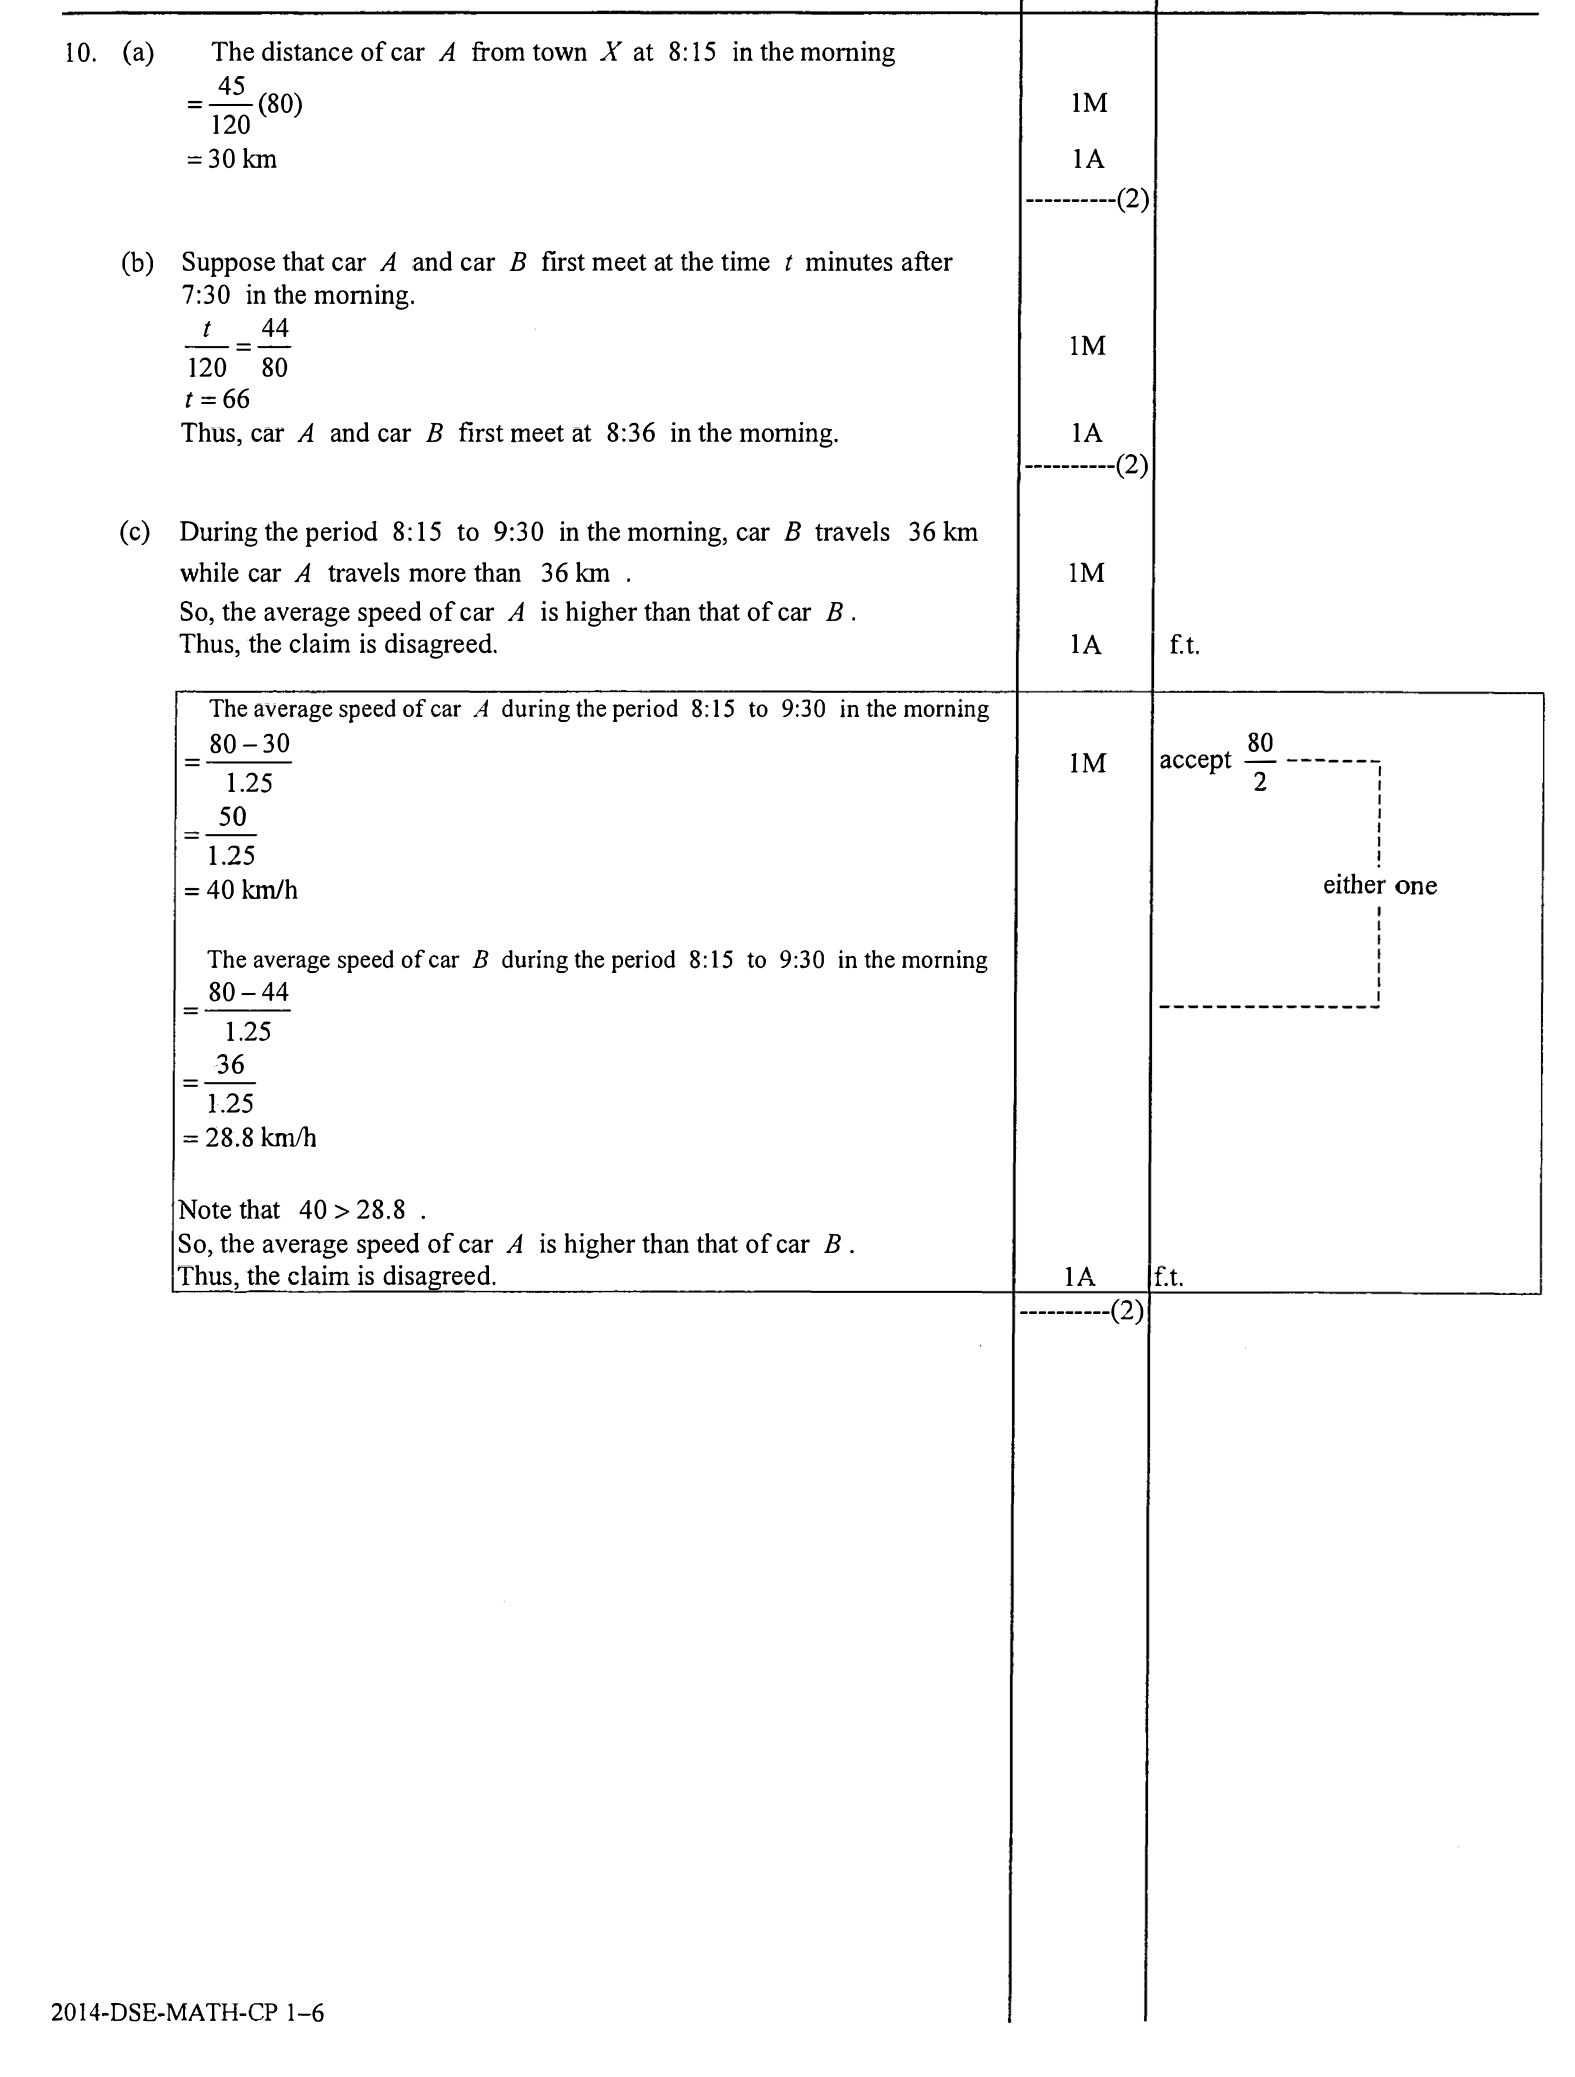 10. (a) The distance of car A from town X at 8:15 in the morning
= 45/120 (80) 1M
= 30 km 1A
----------(2)
(b) Suppose that car A and car B first meet at the time t minutes after
7:30 in the morning.
t/120 = 44/80 1M
t = 66
Thus, car A and car B first meet at 8:36 in the morning. 1A
----------(2)
(c) During the period 8:15 to 9:30 in the morning, car B travels 36 km
while car A travels more than 36 km . 1M
So, the average speed of car A is higher than that of car B .
Thus, the claim is disagreed. 1A f.t.
The average speed of car A during the period 8:15 to 9:30 in the morning
= (80 – 30)/1.25 1M accept 80/2 -------
= 50/1.25
= 40 km/h either one
The average speed of car B during the period 8:15 to 9:30 in the morning
= (80 – 44)/1.25 ----------------
= 36/1.25
= 28.8 km/h
Note that 40 > 28.8 .
So, the average speed of car A is higher than that of car B .
Thus, the claim is disagreed. 1A f.t.
----------(2)
2014-DSE-MATH-CP 1–6